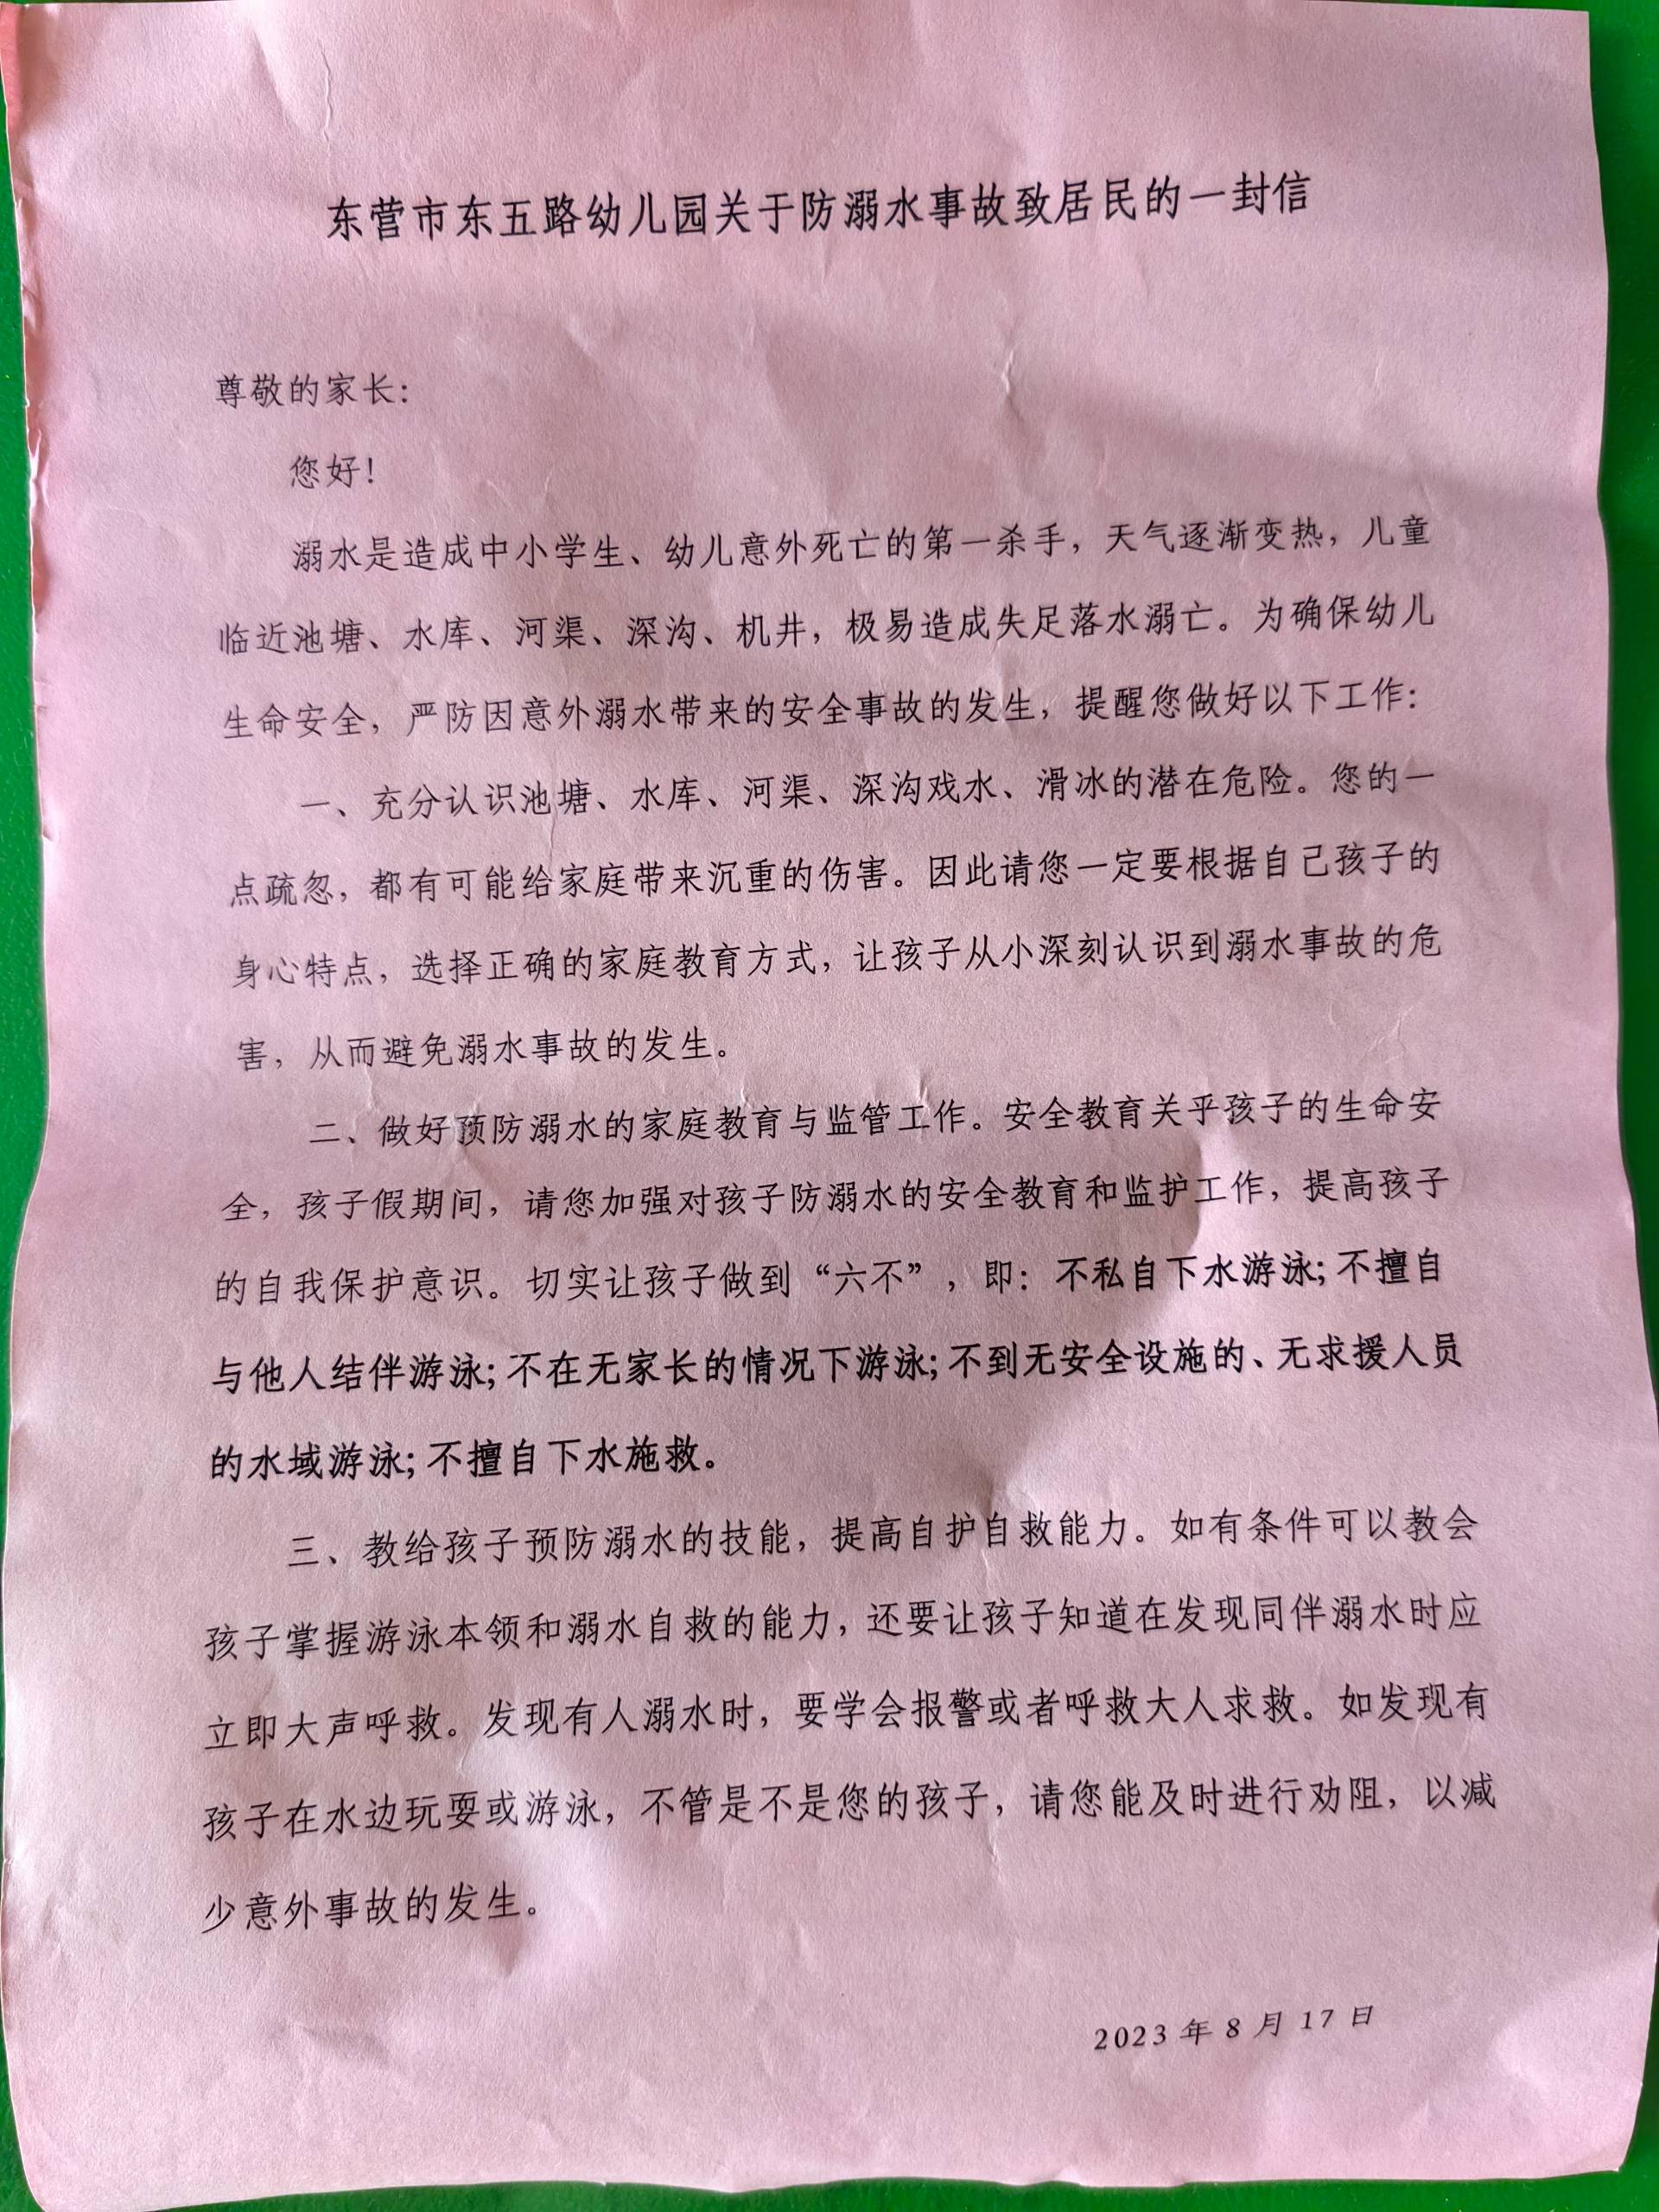 东营市东五路幼儿园关于防溺水事故致居民的一封信
尊敬的家长：
您好！
溺水是造成中小学生、幼儿意外死亡的第一杀手，天气逐渐变热，儿童
临近池塘、水库、河渠、深沟、机井，极易造成失足落水溺亡。为确保幼儿
生命安全，严防因意外溺水带来的安全事故的发生，提醒您做好以下工作：
一、充分认识池塘、水库、河渠、深沟戏水、滑冰的潜在危险。您的一
点疏忽，都有可能给家庭带来沉重的伤害。因此请您一定要根据自己孩子的
身心特点，选择正确的家庭教育方式，让孩子从小深刻认识到溺水事故的危
害，从而避免溺水事故的发生。
二、做好预防溺水的家庭教育与监管工作。安全教育关乎孩子的生命安
全，孩子假期间，请您加强对孩子防溺水的安全教育和监护工作，提高孩子
的自我保护意识。切实让孩子做到“六不”，即：不私自下水游泳;不擅自
与他人结伴游泳;不在无家长的情况下游泳;不到无安全设施的、无求援人员
的水域游泳;不擅自下水施救。
三、教给孩子预防溺水的技能，提高自护自救能力。如有条件可以教会
孩子掌握游泳本领和溺水自救的能力，还要让孩子知道在发现同伴溺水时应
立即大声呼救。发现有人溺水时，要学会报警或者呼救大人求救。如发现有
孩子在水边玩耍或游泳，不管是不是您的孩子，请您能及时进行劝阻，以减
少意外事故的发生。
2023 年 8 月 17 日